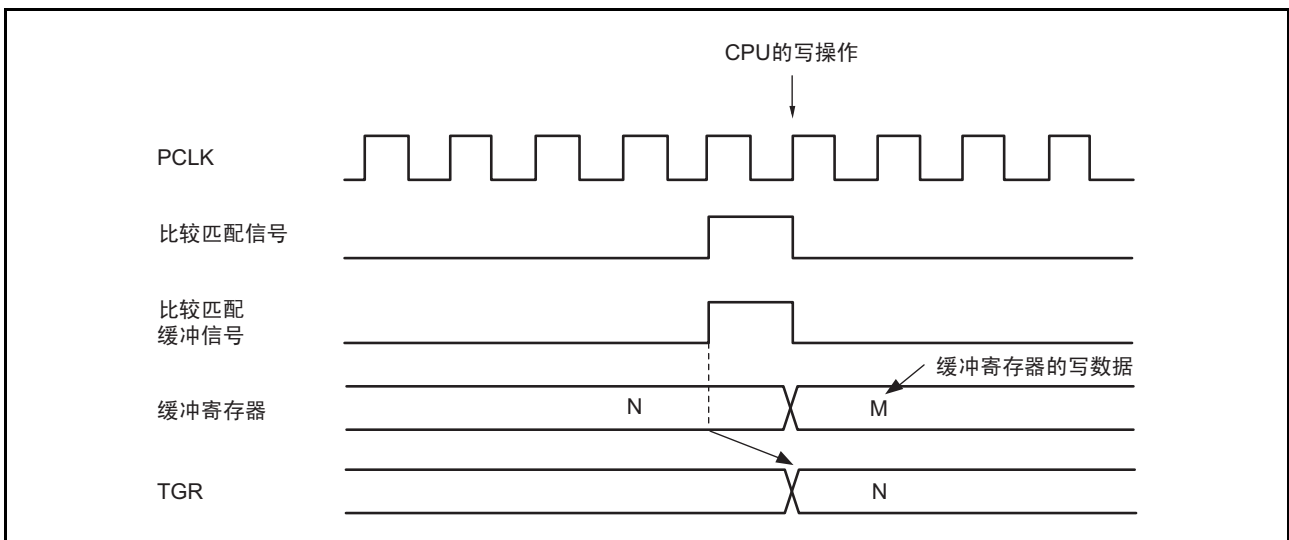 CPU的写操作
PCLK
比较匹配信号
比较匹配
缓冲信号
缓冲寄存器的写数据
缓冲寄存器
N
M
TGR
N